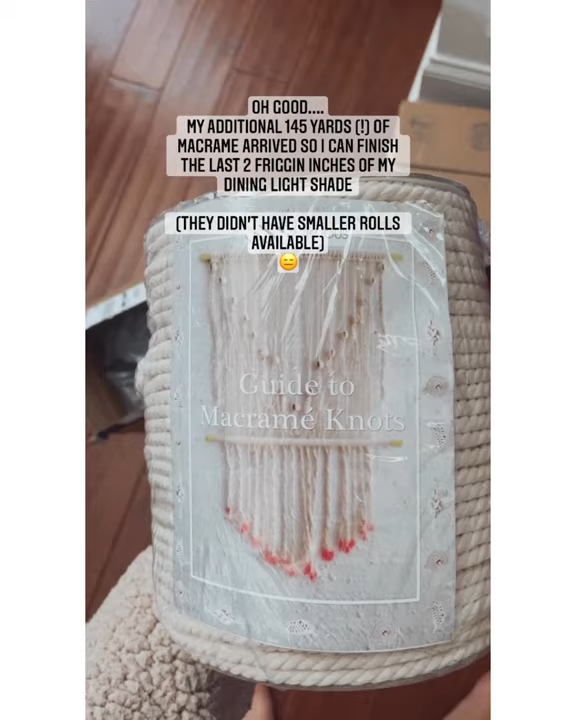 OH GOOD....
MY ADDITIONAL 145 YARDS (!) OF
MACRAME ARRIVED SO I CAN FINISH
THE LAST 2 FRIGGIN INCHES OF MY
DINING LIGHT SHADE
(THEY DIDN'T HAVE SMALLER ROLLS
AVAILABLE)
😑
Guide to
Macramé Knots